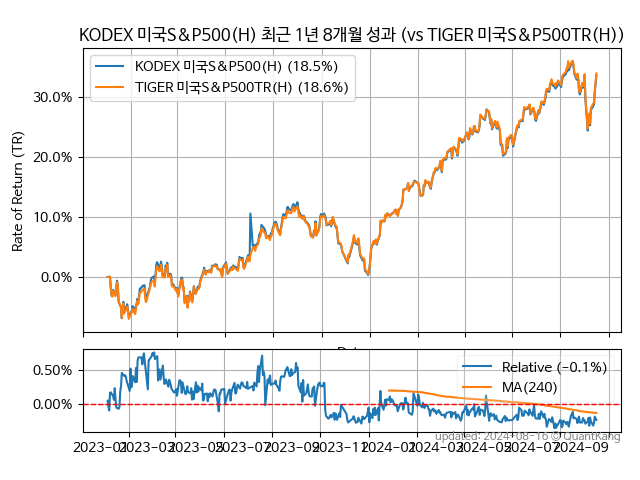 KODEX 미국S&P500(H) 최근 1년 8개월 성과 (vs TIGER 미국S&P500TR(H))
KODEX 미국S&P500(H) (18.5%)
TIGER 미국S&P500TR(H) (18.6%)
Rate of Return (TR)
30.0%
20.0%
10.0%
0.0%
Relative (−0.1%)
MA(240)
0.50%
0.00%
updated: 2024-08-16 © QuantKang
2023−01 2023−03 2023−05 2023−07 2023−09 2023−11 2024−01 2024−03 2024−05 2024−07 2024−09